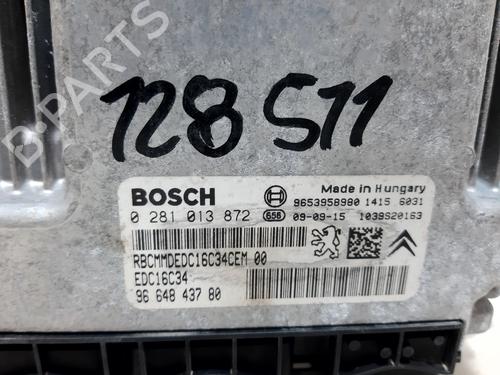 128 S11
BOSCH
Made in Hungary
9653958980 1415 6031
0 281 013 872 656 09-09-15 1039S20163
RBCMMDEDC16C34CEM 00
EDC16C34
96 648 437 80
B-PARTS